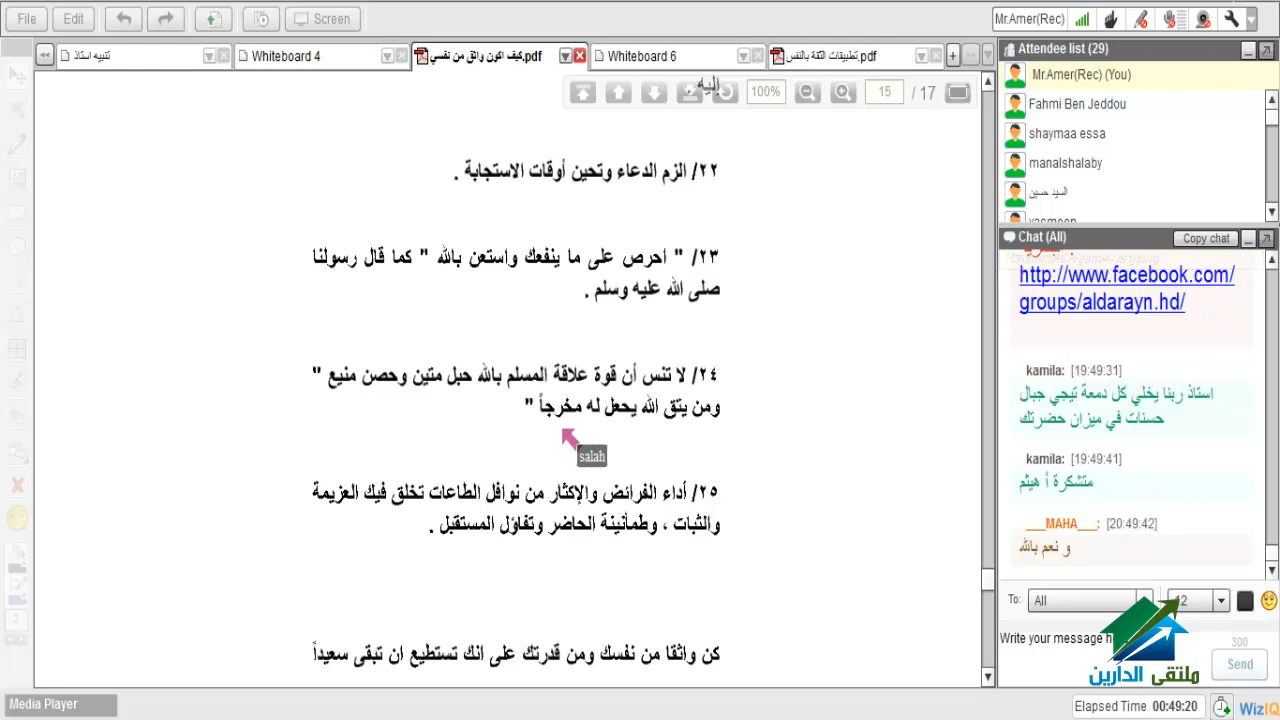 File
Edit
Screen
Mr.Amer(Rec)
تنبيه استاذ
Whiteboard 4
كيف اكون واثق من نفسي.pdf
Whiteboard 6
تطبيقات الثقة بالنفس.pdf
إليه
100%
15
/ 17
٢٢/ الزم الدعاء وتحين أوقات الاستجابة .
٢٣/ " احرص على ما ينفعك واستعن بالله " كما قال رسولنا
صلى الله عليه وسلم .
٢٤/ لا تنس أن قوة علاقة المسلم بالله حبل متين وحصن منيع "
ومن يتق الله يجعل له مخرجاً "
salah
٢٥/ أداء الفرائض والإكثار من نوافل الطاعات تخلق فيك العزيمة
والثبات ، وطمأنينة الحاضر وتفاؤل المستقبل .
كن واثقا من نفسك ومن قدرتك على انك تستطيع ان تبقى سعيداً
Attendee list (29)
Mr.Amer(Rec) (You)
Fahmi Ben Jeddou
shaymaa essa
manalshalaby
السيد حسين
yasmeen
Chat (All)
Copy chat
http://www.facebook.com/
groups/aldarayn.hd/
kamila: [19:49:31]
استاذ ربنا يخلي كل دمعة تيجي جبال
حسنات في ميزان حضرتك
kamila: [19:49:41]
متشكرة أ هيثم
___MAHA___: [20:49:42]
و نعم بالله
To:
All
12
Write your message h
300
Send
ملتقى الدارين
2
Media Player
Elapsed Time 00:49:20
WizIQ